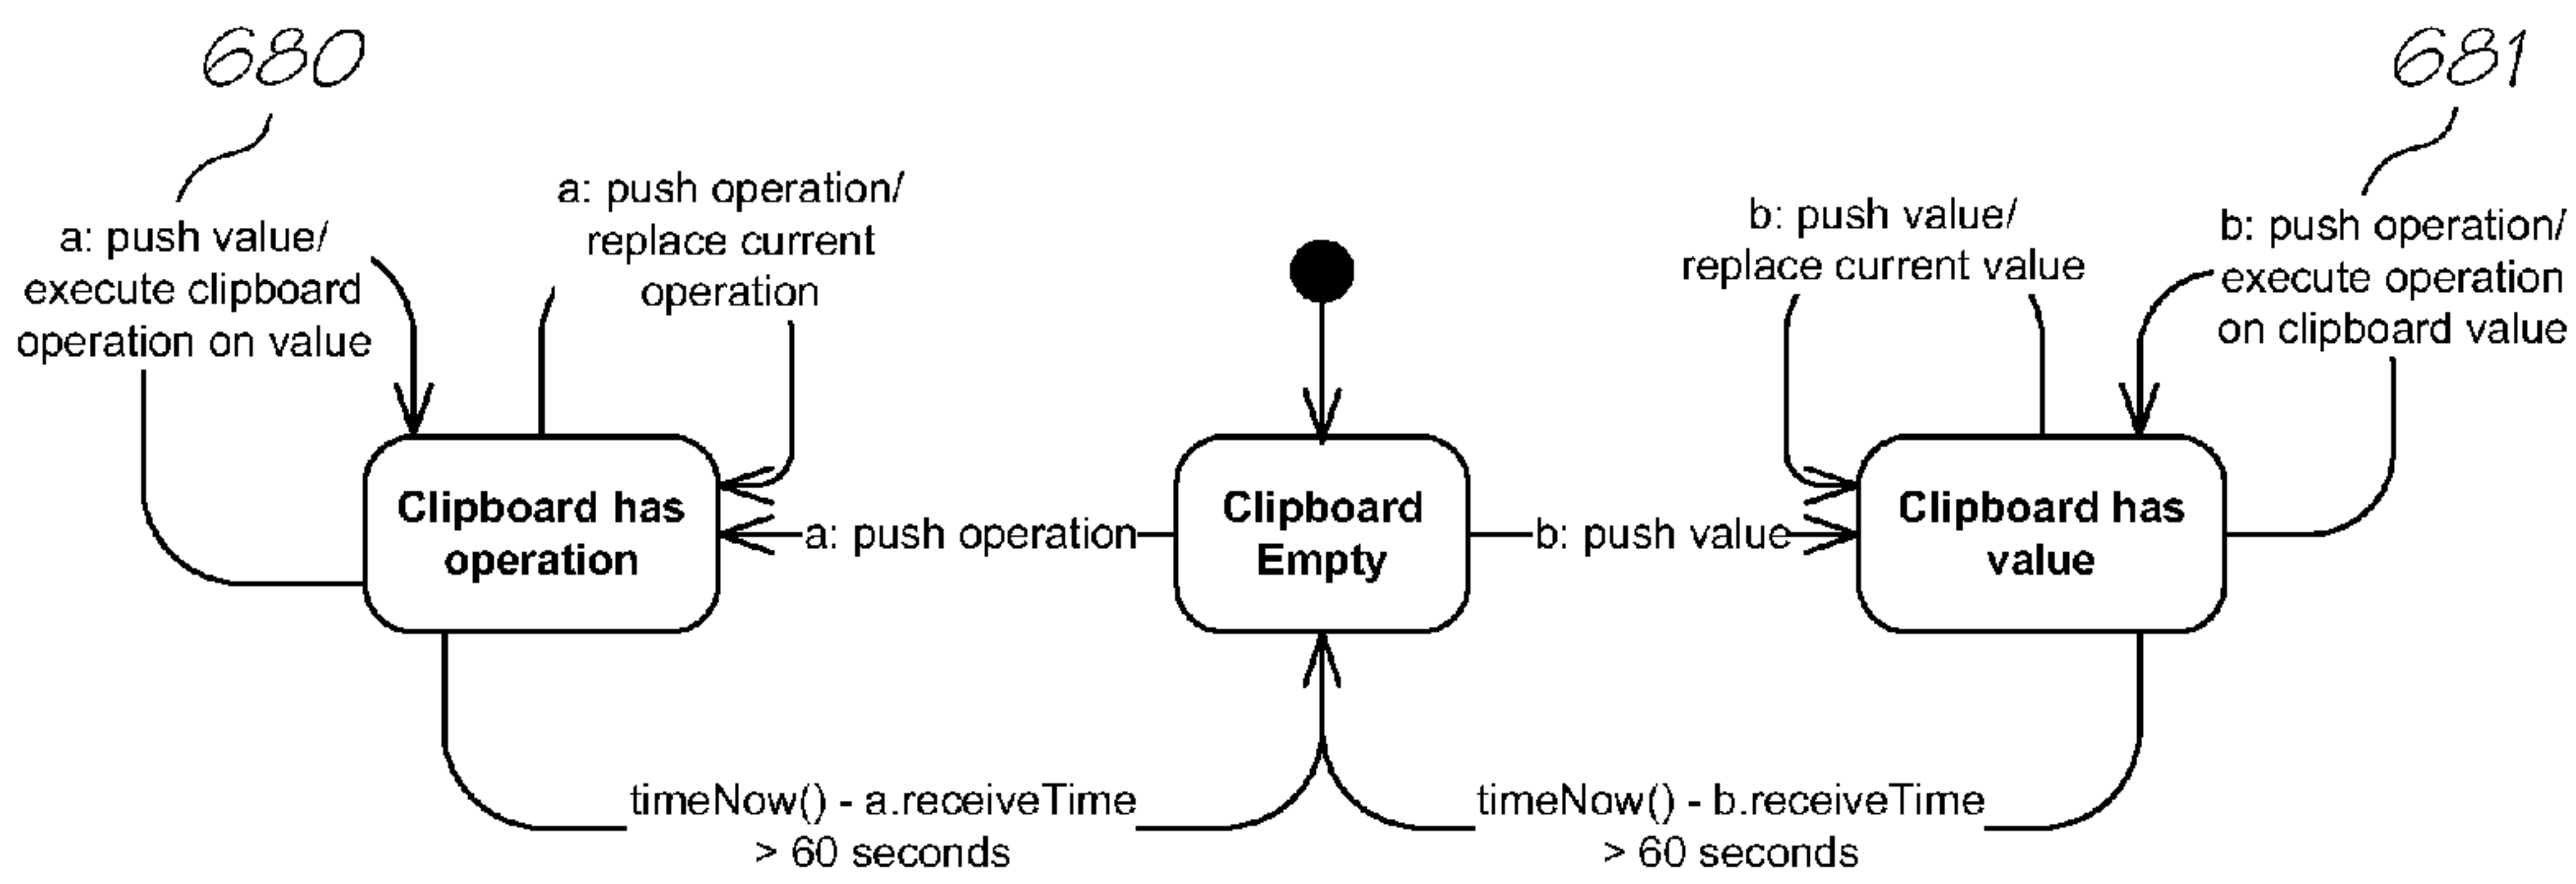 680
681
a: push value/
execute clipboard
operation on value
a: push operation/
replace current
operation
b: push value/
replace current value
b: push operation/
execute operation
on clipboard value
Clipboard has
operation
a: push operation
Clipboard
Empty
b: push value
Clipboard has
value
timeNow() - a.receiveTime
> 60 seconds
timeNow() - b.receiveTime
> 60 seconds